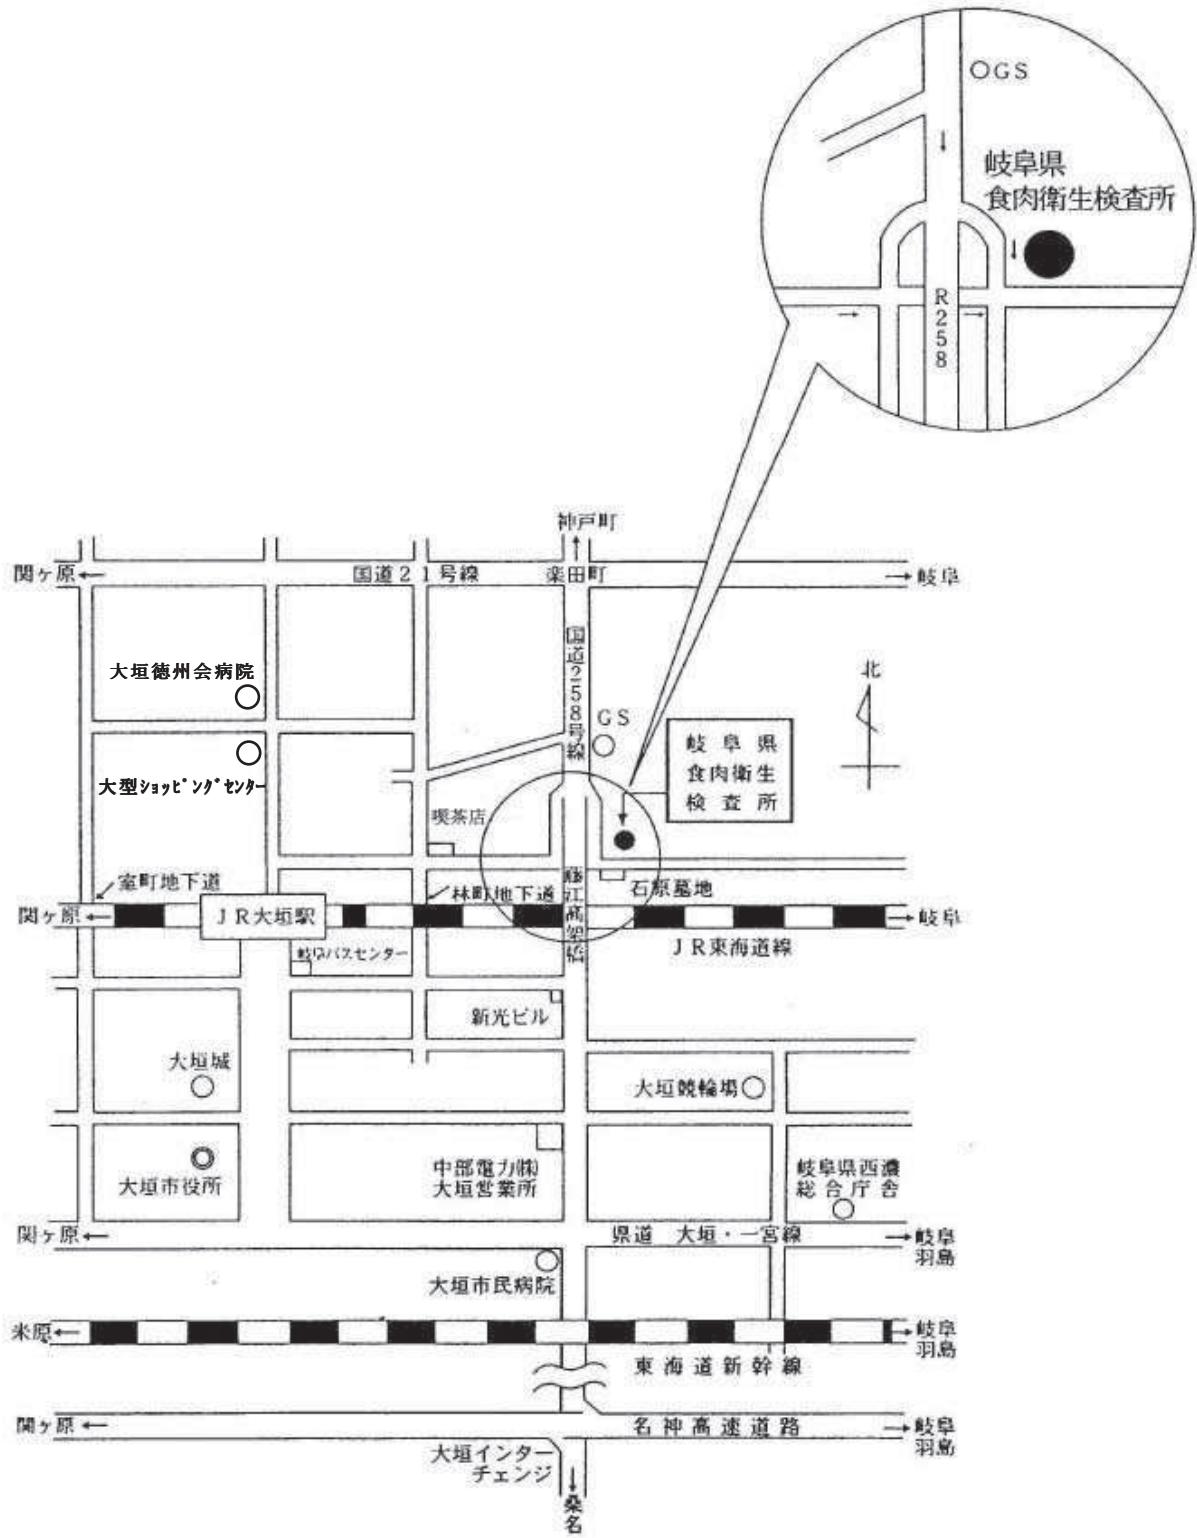 ○GS
岐阜県
食肉衛生検査所
R258
神戸町
関ヶ原
国道21号線
楽田町
岐阜
国道258号線
大垣徳州会病院
北
GS
岐阜県
食肉衛生
検査所
大型ショッピングセンター
喫茶店
室町地下道
林町地下道
石原墓地
関ヶ原
JR大垣駅
藤江高架橋
岐阜
JR東海道線
岐阜バスセンター
新光ビル
大垣城
大垣競輪場
大垣市役所
中部電力㈱
大垣営業所
岐阜県西濃
総合庁舎
関ヶ原
県道 大垣・一宮線
岐阜
羽島
大垣市民病院
米原
岐阜
羽島
東海道新幹線
関ヶ原
名神高速道路
岐阜
羽島
大垣インター
チェンジ
桑名